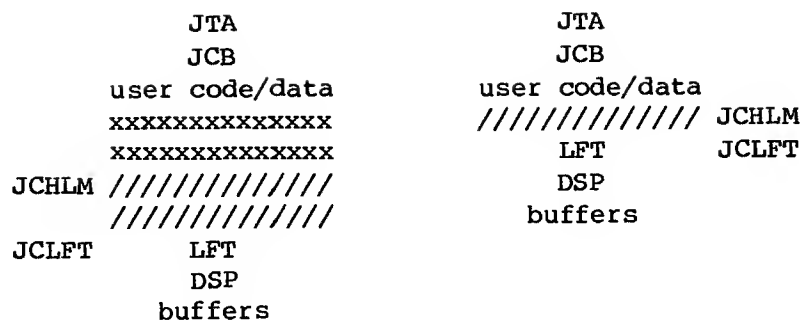 JTA
JCB
user code/data
xxxxxxxxxxxxxx
xxxxxxxxxxxxxx
JCHLM //////////////
//////////////
JCLFT LFT
DSP
buffers
JTA
JCB
user code/data
////////////// JCHLM
LFT JCLFT
DSP
buffers